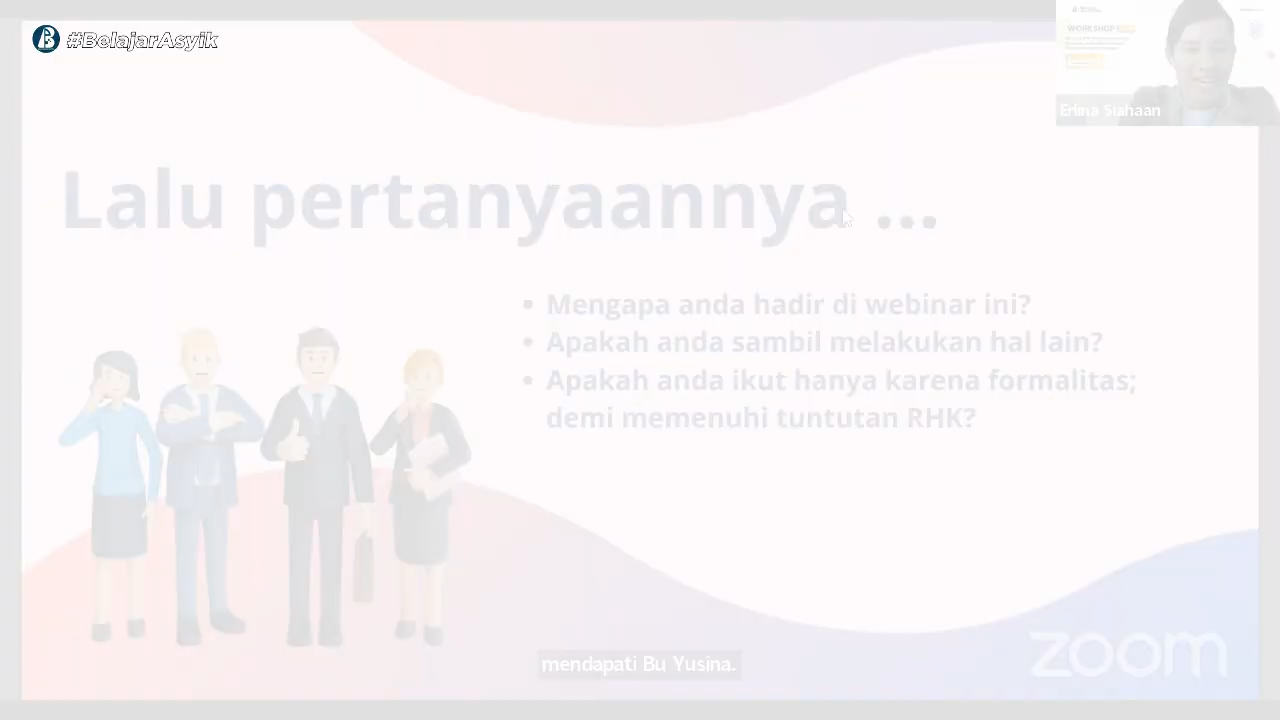 #BelajarAsyik
WORKSHOP
Erlina Siahaan
Lalu pertanyaannya ...
• Mengapa anda hadir di webinar ini?
• Apakah anda sambil melakukan hal lain?
• Apakah anda ikut hanya karena formalitas;
demi memenuhi tuntutan RHK?
mendapati Bu Yusina.
zoom